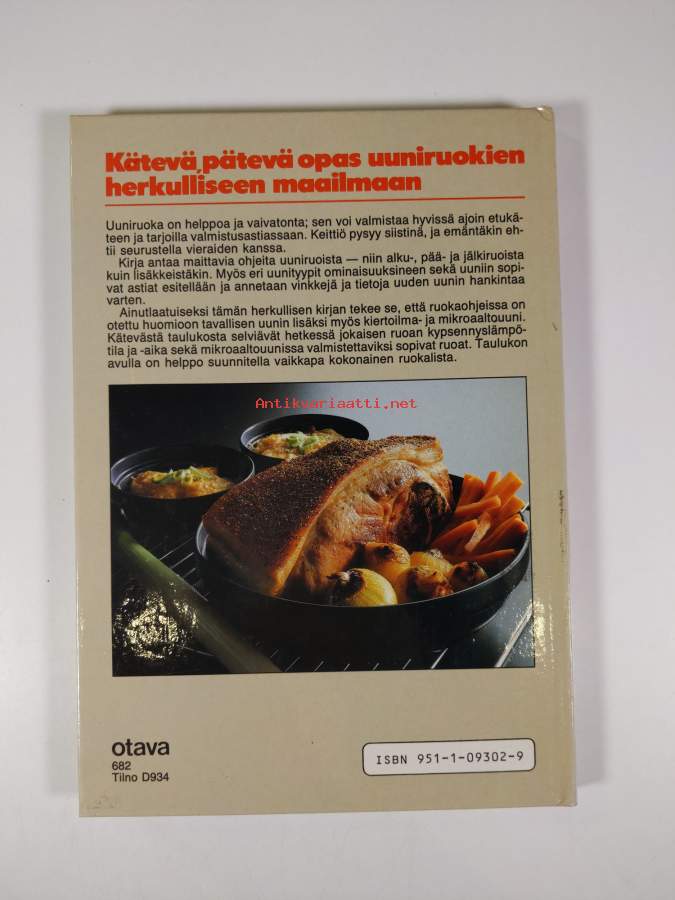 Kätevä, pätevä opas uuniruokien
herkulliseen maailmaan
Uuniruoka on helppoa ja vaivatonta; sen voi valmistaa hyvissä ajoin etukä-
teen ja tarjoilla valmistusastiassaan. Keittiö pysyy siistinä, ja emäntäkin eh-
tii seurustella vieraiden kanssa.
Kirja antaa maittavia ohjeita uuniruoista — niin alku-, pää- ja jälkiruoista
kuin lisäkkeistäkin. Myös eri uunityypit ominaisuuksineen sekä uuniin sopi-
vat astiat esitellään ja annetaan vinkkejä ja tietoja uuden uunin hankintaa
varten.
Ainutlaatuiseksi tämän herkullisen kirjan tekee se, että ruokaohjeissa on
otettu huomioon tavallisen uunin lisäksi myös kiertoilma- ja mikroaaltouuni.
Kätevästä taulukosta selviävät hetkessä jokaisen ruoan kypsennyslämpö-
tila ja -aika sekä mikroaaltouunissa valmistettaviksi sopivat ruoat. Taulukon
avulla on helppo suunnitella vaikkapa kokonainen ruokalista.
Antikvariaatti.net
otava
682
Tilno D934
ISBN 951-1-09302-9